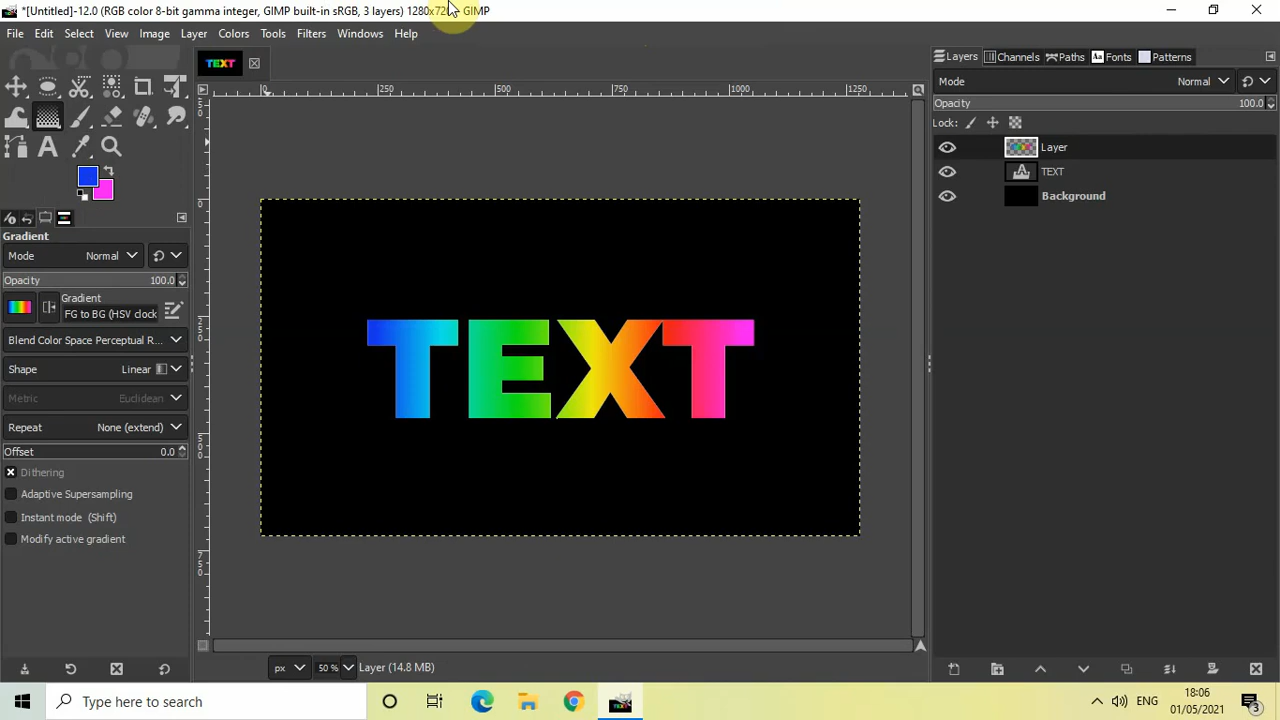 *[Untitled]-12.0 (RGB color 8-bit gamma integer, GIMP built-in sRGB, 3 layers) 1280x720 – GIMP
File Edit Select View Image Layer Colors Tools Filters Windows Help
TEXT
Layers Channels Paths Aa Fonts Patterns
Mode Normal
Opacity 100.0
Lock:
Layer
TEXT
Background
0 250 500 750 1000 1250
Gradient
Mode Normal
Opacity 100.0
Gradient
FG to BG (HSV clock
Blend Color Space Perceptual R...
Shape Linear
Metric Euclidean
Repeat None (extend)
Offset 0.0
Dithering
Adaptive Supersampling
Instant mode (Shift)
Modify active gradient
TEXT
px 50 % Layer (14.8 MB)
Type here to search
ENG
18:06
01/05/2021
3